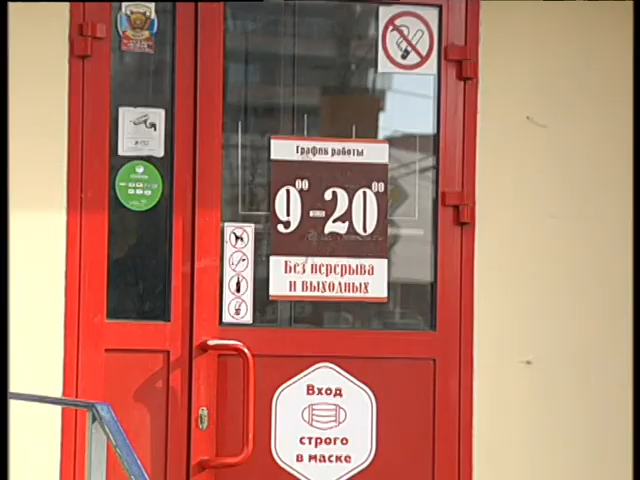 График работы
9⁰⁰-20⁰⁰
Без перерыва
и выходных
Вход
строго
в маске